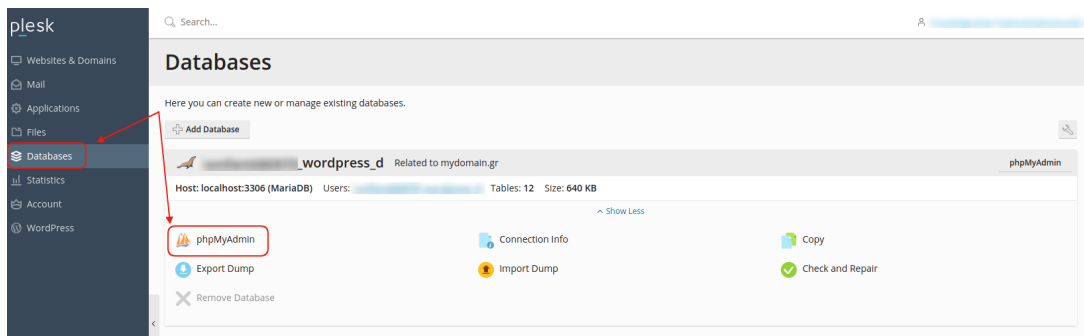 plesk
Search...
Websites & Domains
Mail
Applications
Files
Databases
Statistics
Account
WordPress
Databases
Here you can create new or manage existing databases.
Add Database
_wordpress_d Related to mydomain.gr phpMyAdmin
Host: localhost:3306 (MariaDB) Users: Tables: 12 Size: 640 KB
Show Less
phpMyAdmin Connection Info Copy
Export Dump Import Dump Check and Repair
Remove Database